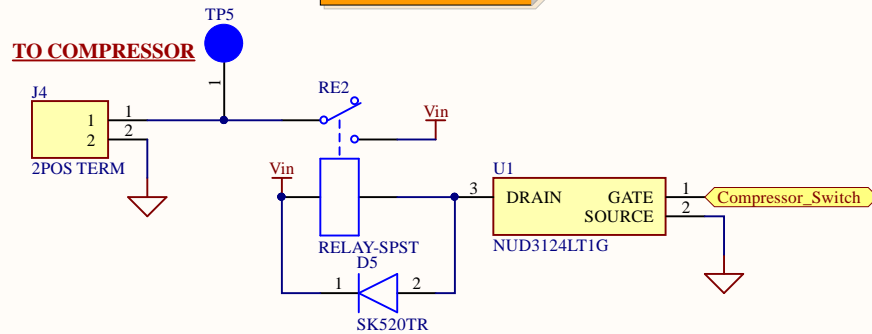 TP5
TO COMPRESSOR
1
J4
1 1
2 2
2POS TERM
RE2
Vin
Vin
RELAY-SPST
U1
3 DRAIN GATE 1 Compressor_Switch
SOURCE 2
NUD3124LT1G
D5
1 2
SK520TR